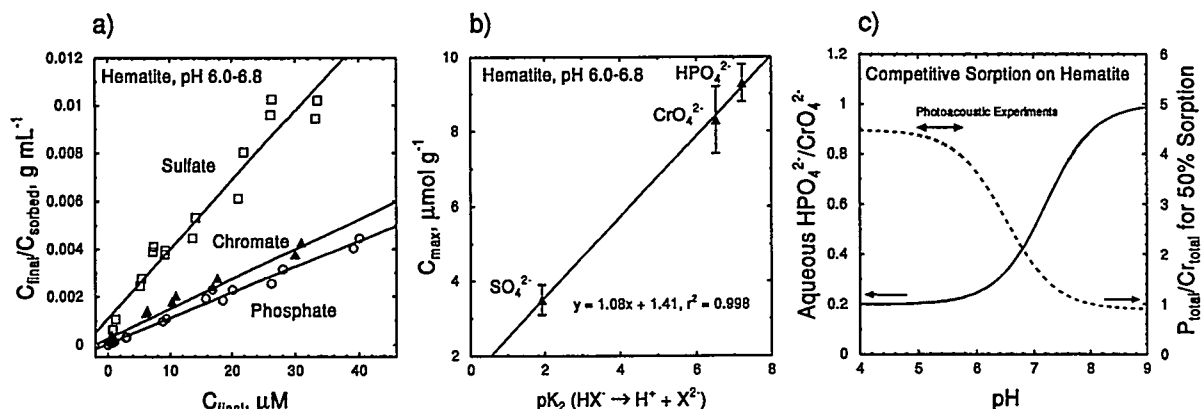 a)
Hematite, pH 6.0-6.8
Sulfate
Chromate
Phosphate
0.012
0.01
0.008
0.006
0.004
0.002
0
0 10 20 30 40
C_final/C_sorbed, g mL⁻¹
C_final, μM
b)
Hematite, pH 6.0-6.8
HPO₄²⁻
CrO₄²⁻
SO₄²⁻
y = 1.08x + 1.41, r² = 0.998
10
8
6
4
2
0 2 4 6 8
C_max, μmol g⁻¹
pK₂ (HX⁻ → H⁺ + X²⁻)
c)
Competitive Sorption on Hematite
Photoacoustic Experiments
1.2
1
0.8
0.6
0.4
0.2
0
6
5
4
3
2
1
0
4 5 6 7 8 9
Aqueous HPO₄²⁻/CrO₄²⁻
P_total/Cr_total for 50% Sorption
pH